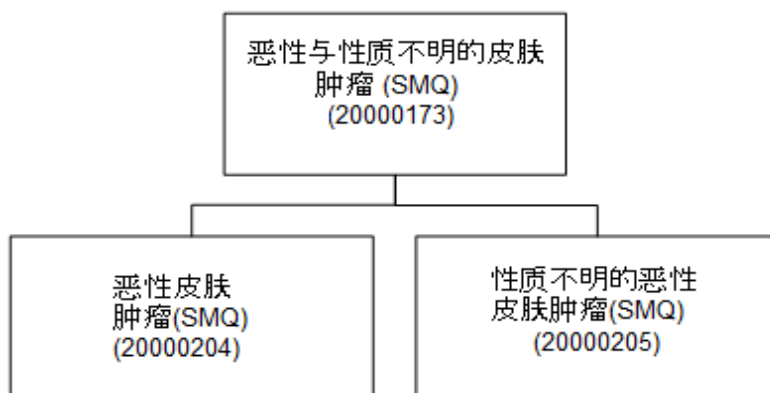 恶性与性质不明的皮肤
肿瘤 (SMQ)
(20000173)
恶性皮肤
肿瘤(SMQ)
(20000204)
性质不明的恶性
皮肤肿瘤(SMQ)
(20000205)